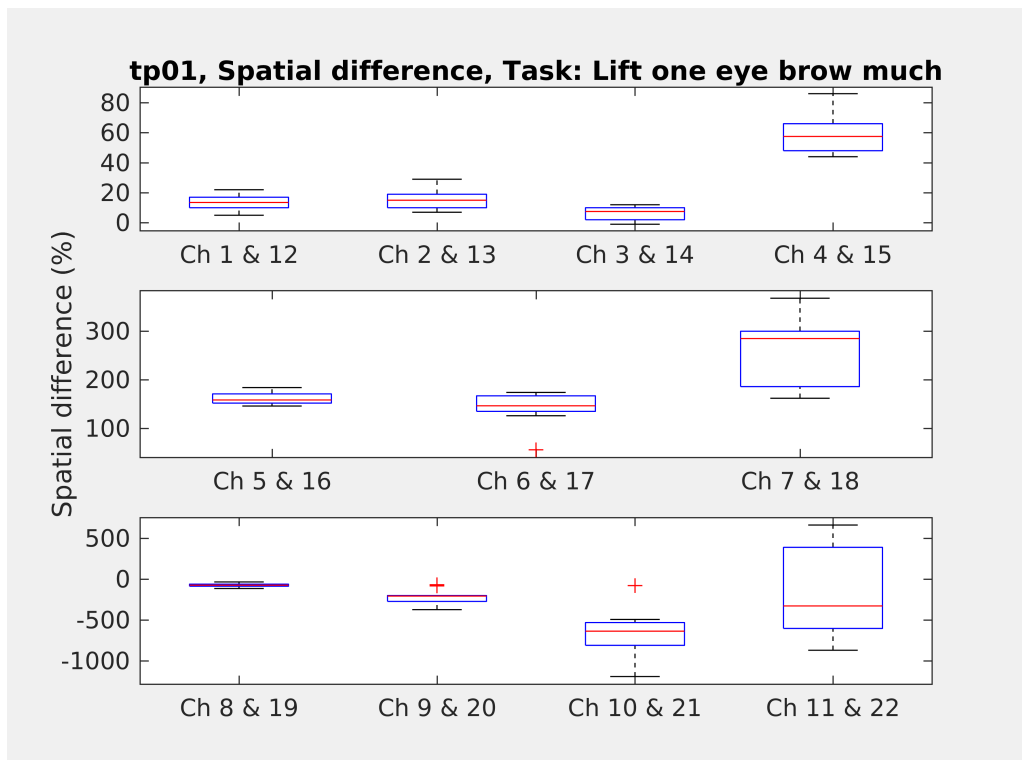 tp01, Spatial difference, Task: Lift one eye brow much
80
60
40
20
0
Ch 1 & 12 Ch 2 & 13 Ch 3 & 14 Ch 4 & 15
Spatial difference (%)
300
200
100
Ch 5 & 16 Ch 6 & 17 Ch 7 & 18
500
0
-500
-1000
Ch 8 & 19 Ch 9 & 20 Ch 10 & 21 Ch 11 & 22